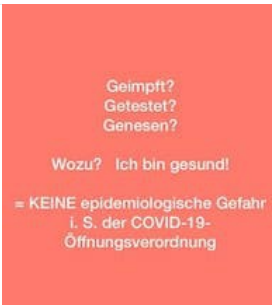 Geimpft?
Getestet?
Genesen?
Wozu? Ich bin gesund!
= KEINE epidemiologische Gefahr
i. S. der COVID-19-
Öffnungsverordnung